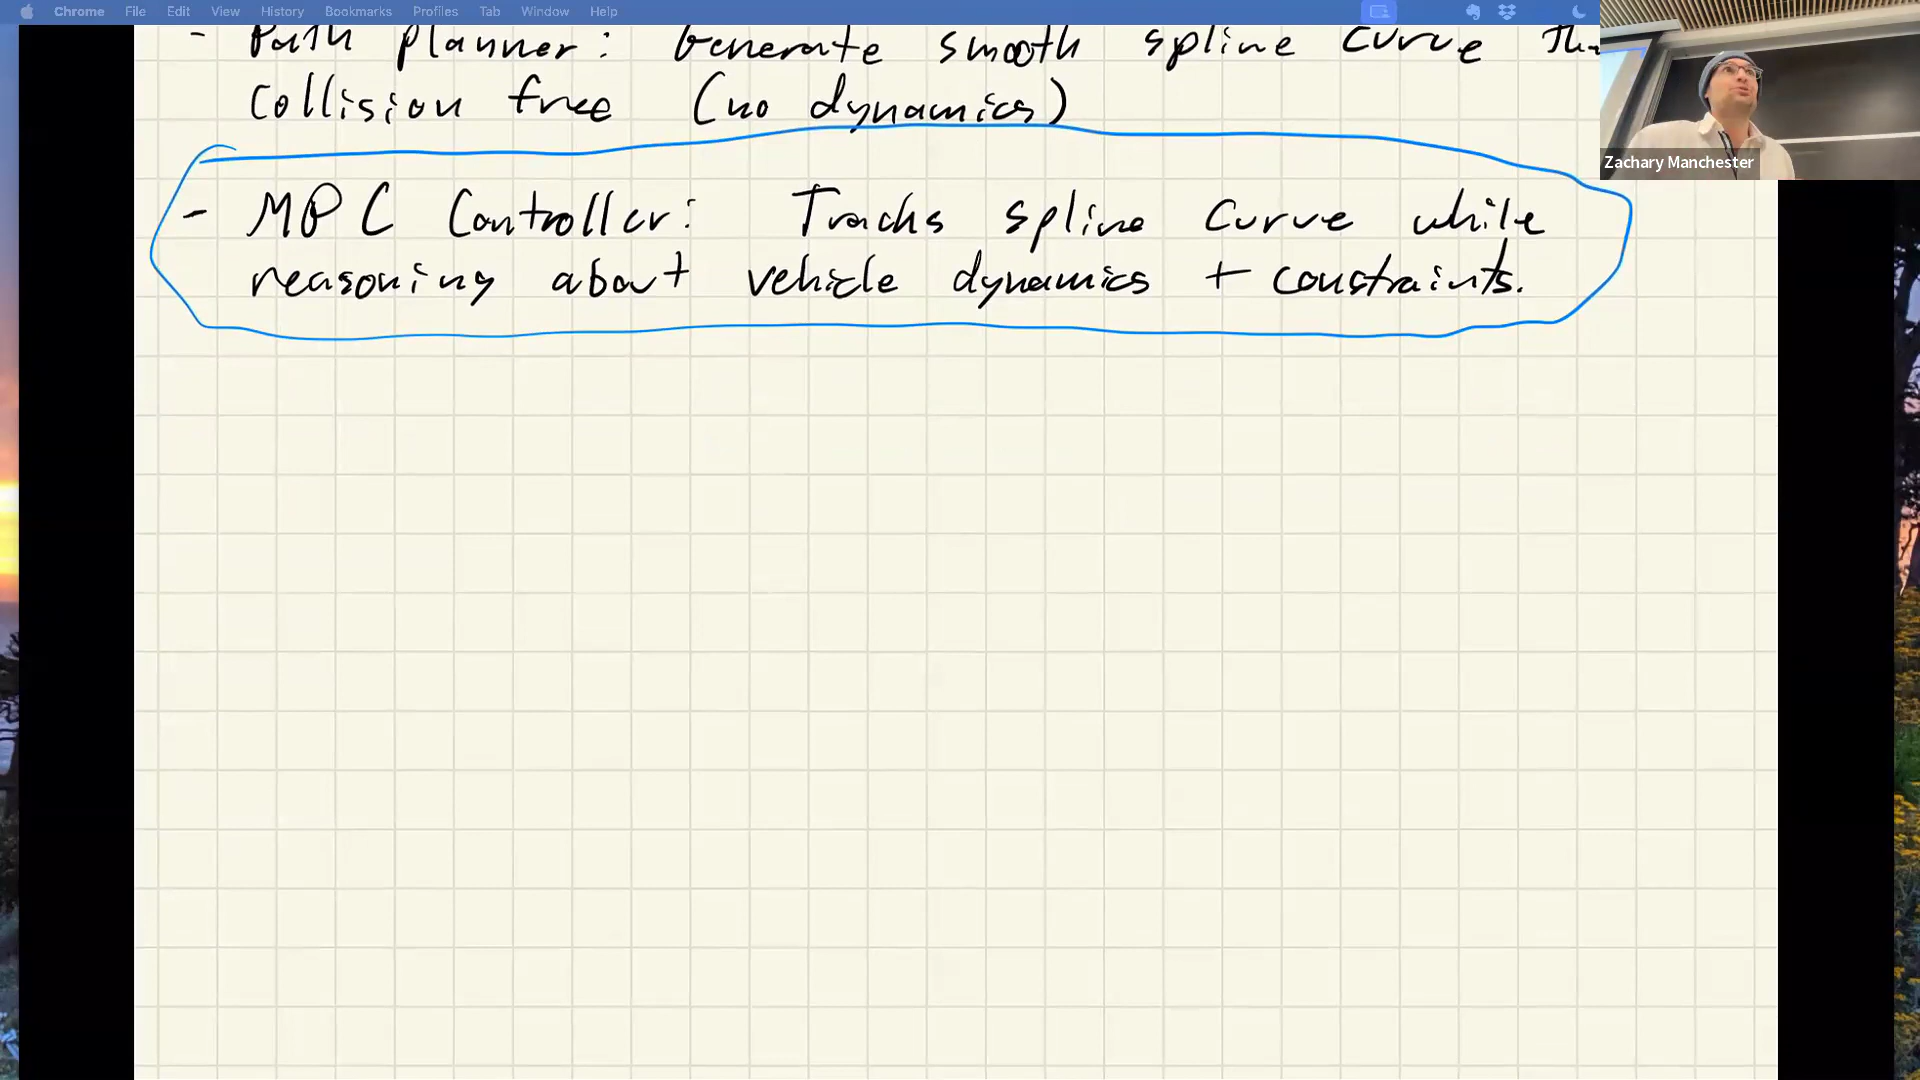 Chrome File Edit View History Bookmarks Profiles Tab Window Help
- Path planner: Generate smooth spline curve
collision free (no dynamics)
- MPC Controller: Tracks spline curve while
reasoning about vehicle dynamics + constraints.
Zachary Manchester